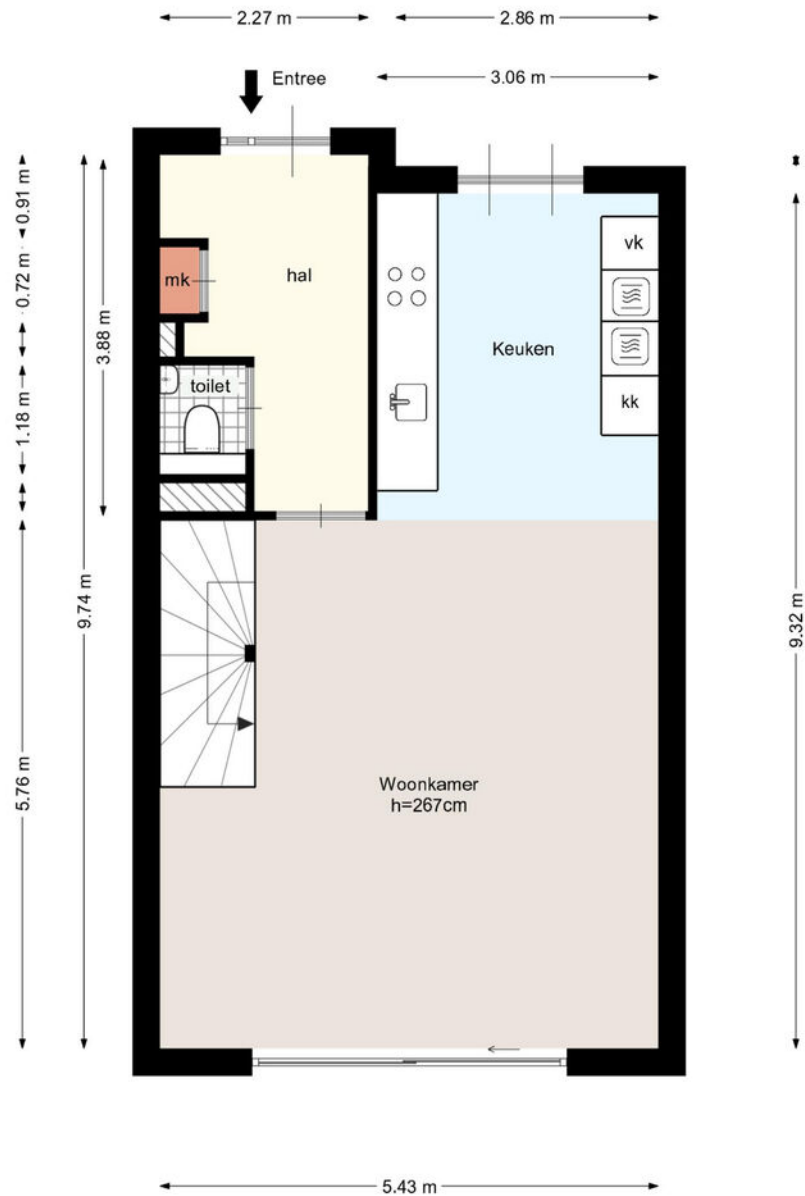 2.27 m
2.86 m
3.06 m
Entree
0.91 m
0.72 m
1.18 m
3.88 m
5.76 m
9.74 m
9.32 m
mk
hal
vk
Keuken
toilet
kk
Woonkamer
h=267cm
5.43 m